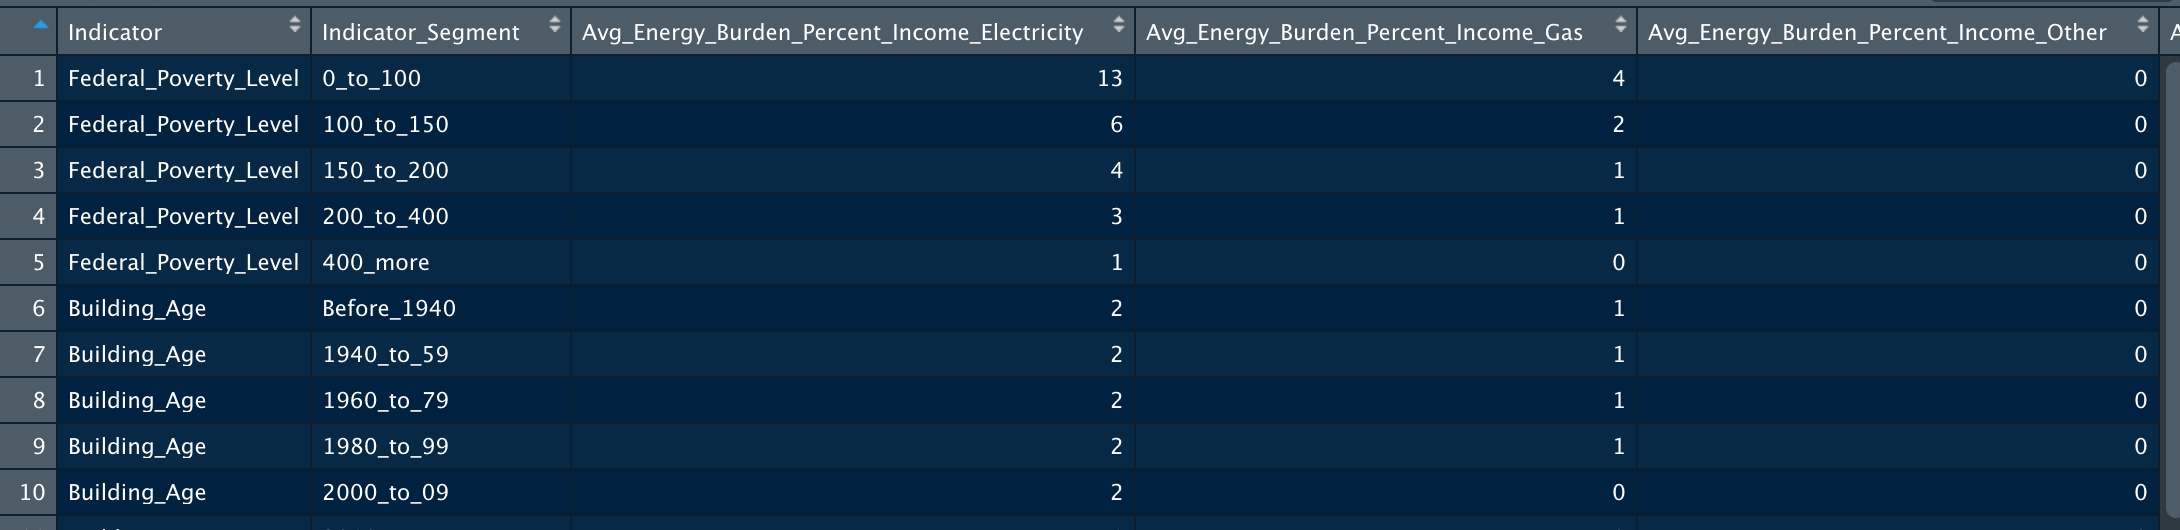 Indicator Indicator_Segment Avg_Energy_Burden_Percent_Income_Electricity Avg_Energy_Burden_Percent_Income_Gas Avg_Energy_Burden_Percent_Income_Other
1 Federal_Poverty_Level 0_to_100 13 4 0
2 Federal_Poverty_Level 100_to_150 6 2 0
3 Federal_Poverty_Level 150_to_200 4 1 0
4 Federal_Poverty_Level 200_to_400 3 1 0
5 Federal_Poverty_Level 400_more 1 0 0
6 Building_Age Before_1940 2 1 0
7 Building_Age 1940_to_59 2 1 0
8 Building_Age 1960_to_79 2 1 0
9 Building_Age 1980_to_99 2 1 0
10 Building_Age 2000_to_09 2 0 0